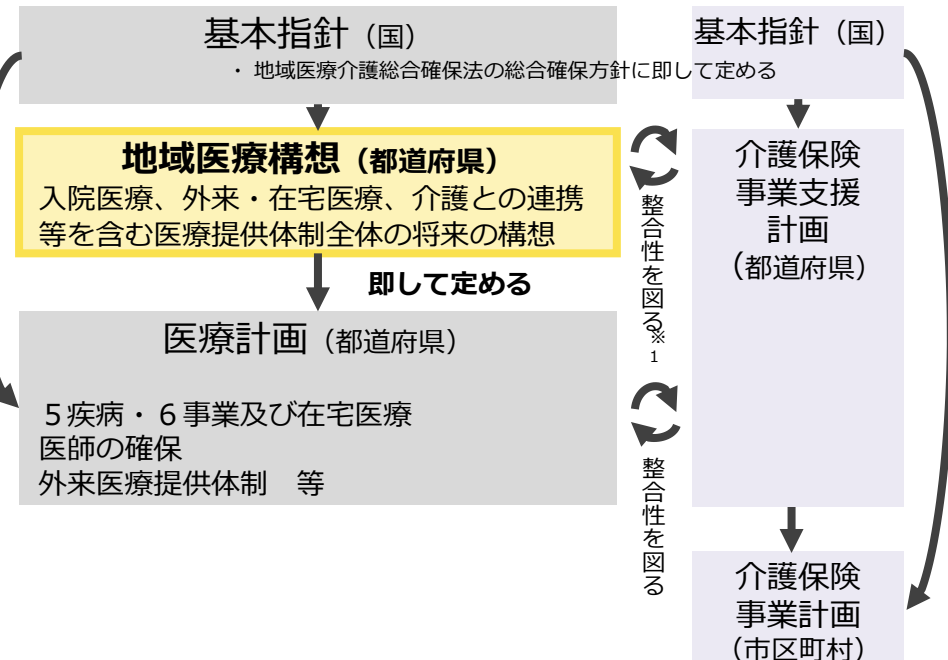 基本指針（国）
・ 地域医療介護総合確保法の総合確保方針に即して定める
地域医療構想（都道府県）
入院医療、外来・在宅医療、介護との連携
等を含む医療提供体制全体の将来の構想
即して定める
医療計画（都道府県）
５疾病・６事業及び在宅医療
医師の確保
外来医療提供体制　等
整合性を図る※1
整合性を図る
基本指針（国）
介護保険
事業支援
計画
（都道府県）
介護保険
事業計画
（市区町村）